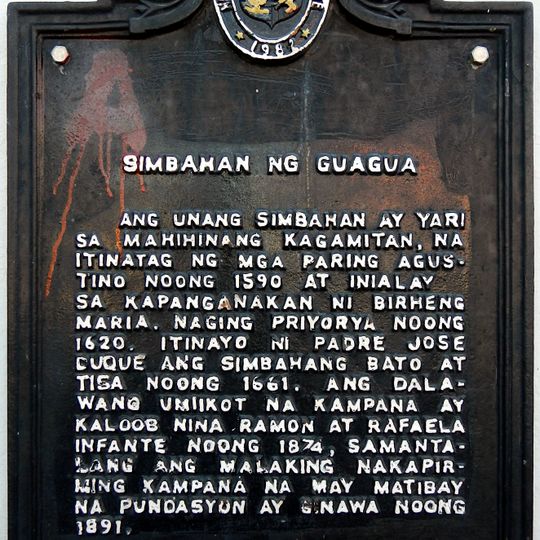 1982
SIMBAHAN NG GUAGUA
ANG UNANG SIMBAHAN AY YARI
SA MAHIHINANG KAGAMITAN, NA
ITINATAG NG MGA PARING AGUS-
TINO NOONG 1590 AT INIALAY
SA KAPANGANAKAN NI BIRHENG
MARIA. NAGING PRIYORYA NOONG
1620. ITINAYO NI PADRE JOSE
DUQUE ANG SIMBAHANG BATO AT
TISA NOONG 1661. ANG DALA-
WANG UMIIKOT NA KAMPANA AY
KALOOB NINA RAMON AT RAFAELA
INFANTE NOONG 1874, SAMANTA-
LANG ANG MALAKING NAKAPIR-
MING KAMPANA NA MAY MATIBAY
NA PUNDASYON AY GINAWA NOONG
1891.